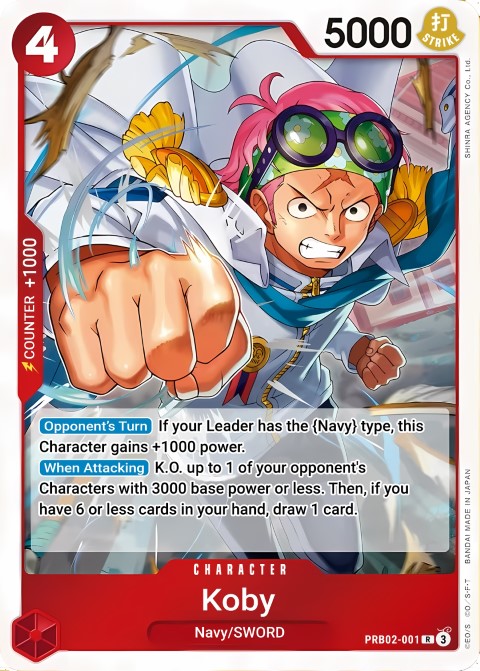 4
5000
打
STRIKE
SHINRA AGENCY Co., Ltd.
COUNTER +1000
Opponent's Turn If your Leader has the {Navy} type, this
Character gains +1000 power.
When Attacking K.O. up to 1 of your opponent's
Characters with 3000 base power or less. Then, if you
have 6 or less cards in your hand, draw 1 card.
CHARACTER
Koby
Navy/SWORD
PRB02-001 R 3
©E.O/S ©O./S.·F.·T BANDAI MADE IN JAPAN